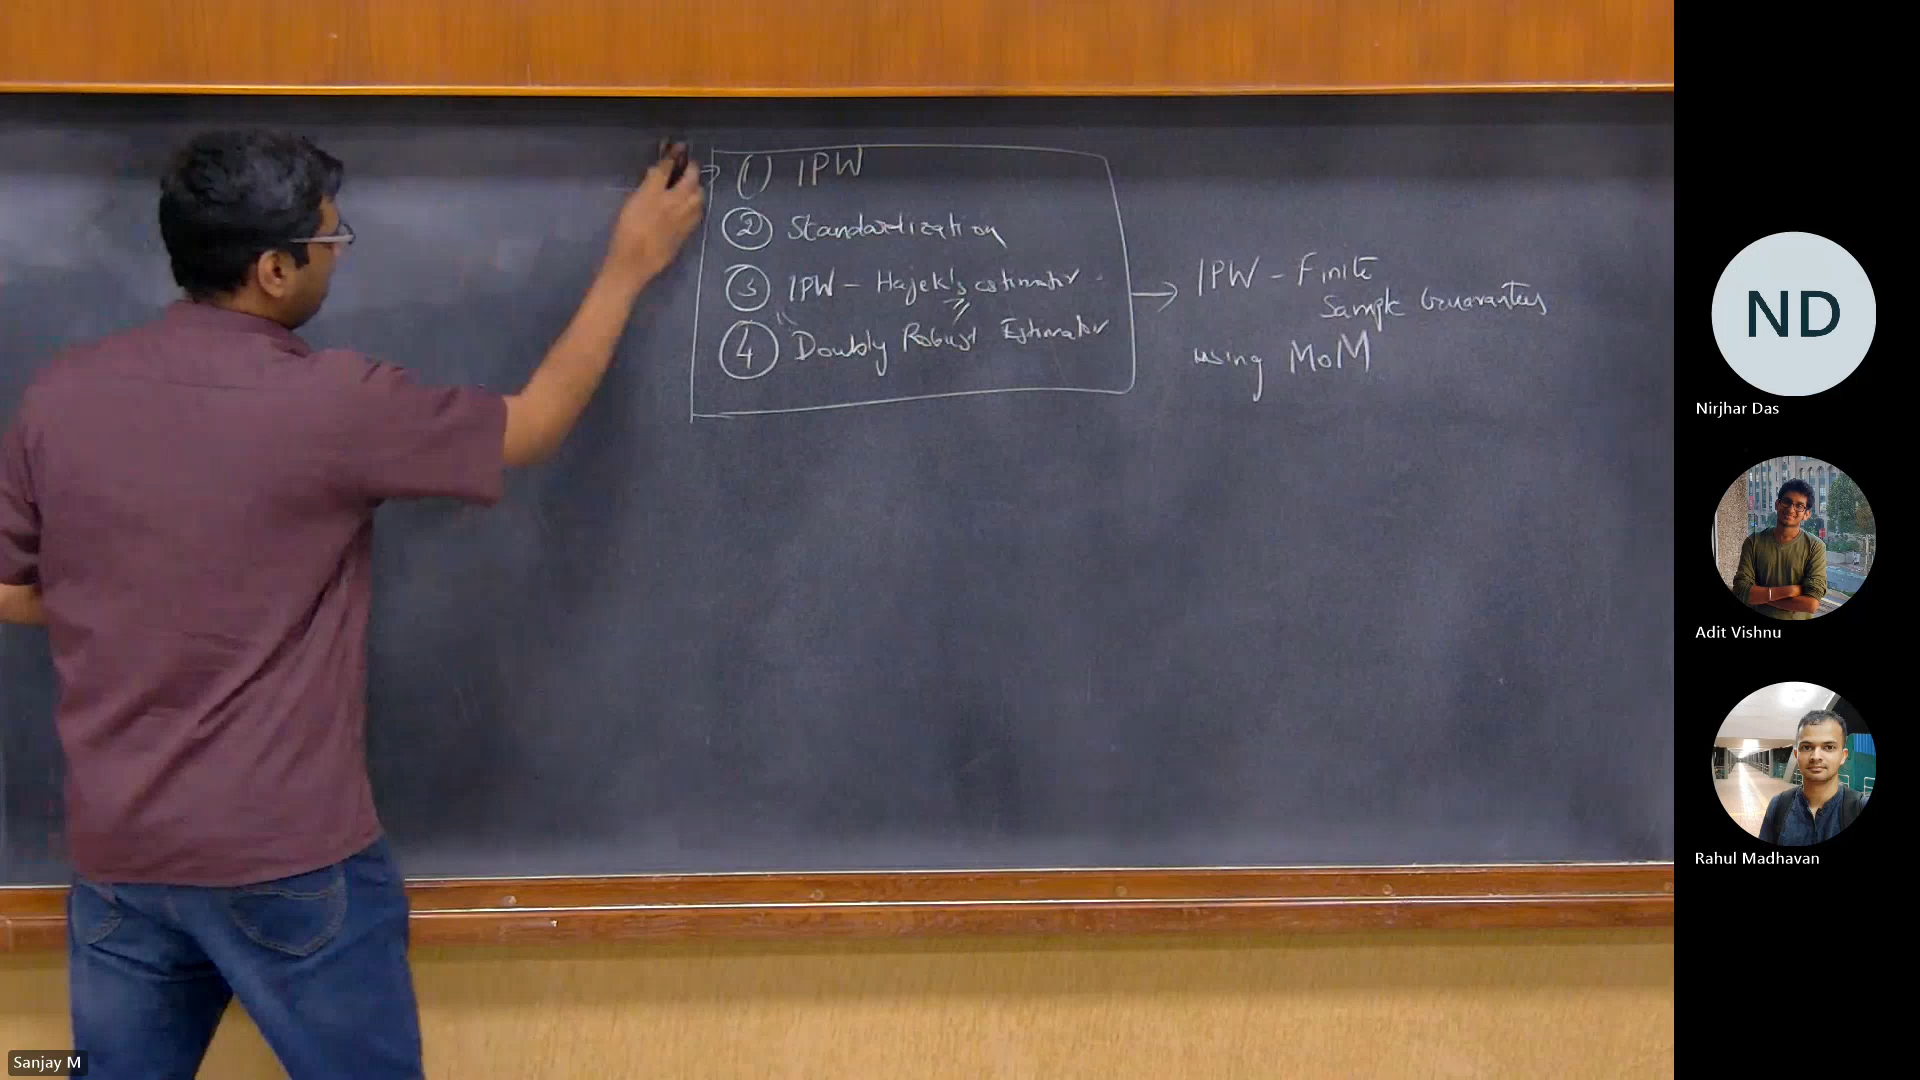 (1) IPW
(2) Standardization
(3) IPW - Hajek's estimator
(4) Doubly Robust Estimator
IPW - Finite
Sample Guarantees
using MoM
ND
Nirjhar Das
Adit Vishnu
Rahul Madhavan
Sanjay M